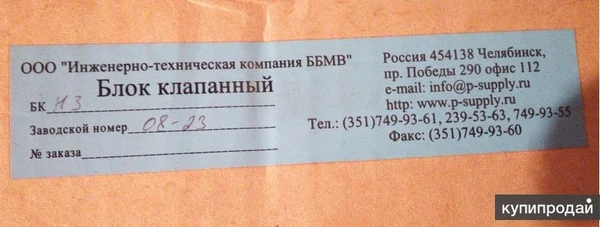 ООО "Инженерно-техническая компания ББМВ"
Блок клапанный
БК НЗ
Заводской номер 08-23
№ заказа
Россия 454138 Челябинск,
пр. Победы 290 офис 112
e-mail: info@p-supply.ru
http: www.p-supply.ru
Тел.: (351)749-93-61, 239-53-63, 749-93-55
Факс: (351)749-93-60
купипродай